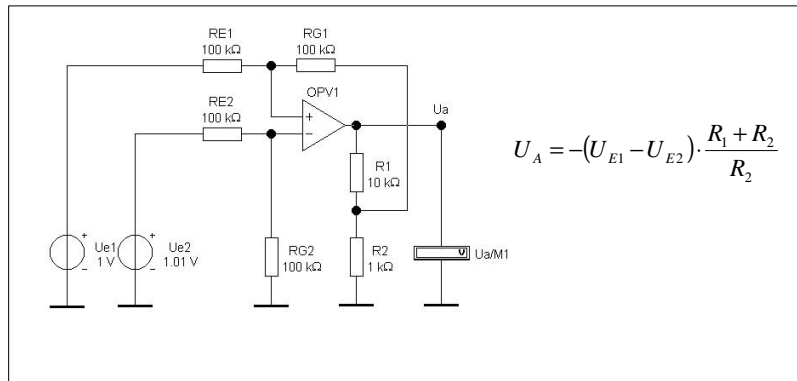 RE1
100 kΩ
RG1
100 kΩ
OPV1
Ua
RE2
100 kΩ
+
−
R1
10 kΩ
U_A = −(U_E1 − U_E2) · (R_1 + R_2) / R_2
+
Ue1
−
1 V
+
Ue2
−
1.01 V
RG2
100 kΩ
R2
1 kΩ
V
Ua/M1